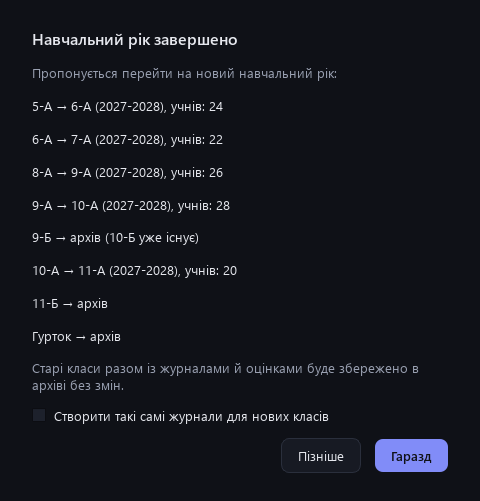 Навчальний рік завершено
Пропонується перейти на новий навчальний рік:
5-А → 6-А (2027-2028), учнів: 24
6-А → 7-А (2027-2028), учнів: 22
8-А → 9-А (2027-2028), учнів: 26
9-А → 10-А (2027-2028), учнів: 28
9-Б → архів (10-Б уже існує)
10-А → 11-А (2027-2028), учнів: 20
11-Б → архів
Гурток → архів
Старі класи разом із журналами й оцінками буде збережено в
архіві без змін.
Створити такі самі журнали для нових класів
Пізніше
Гаразд